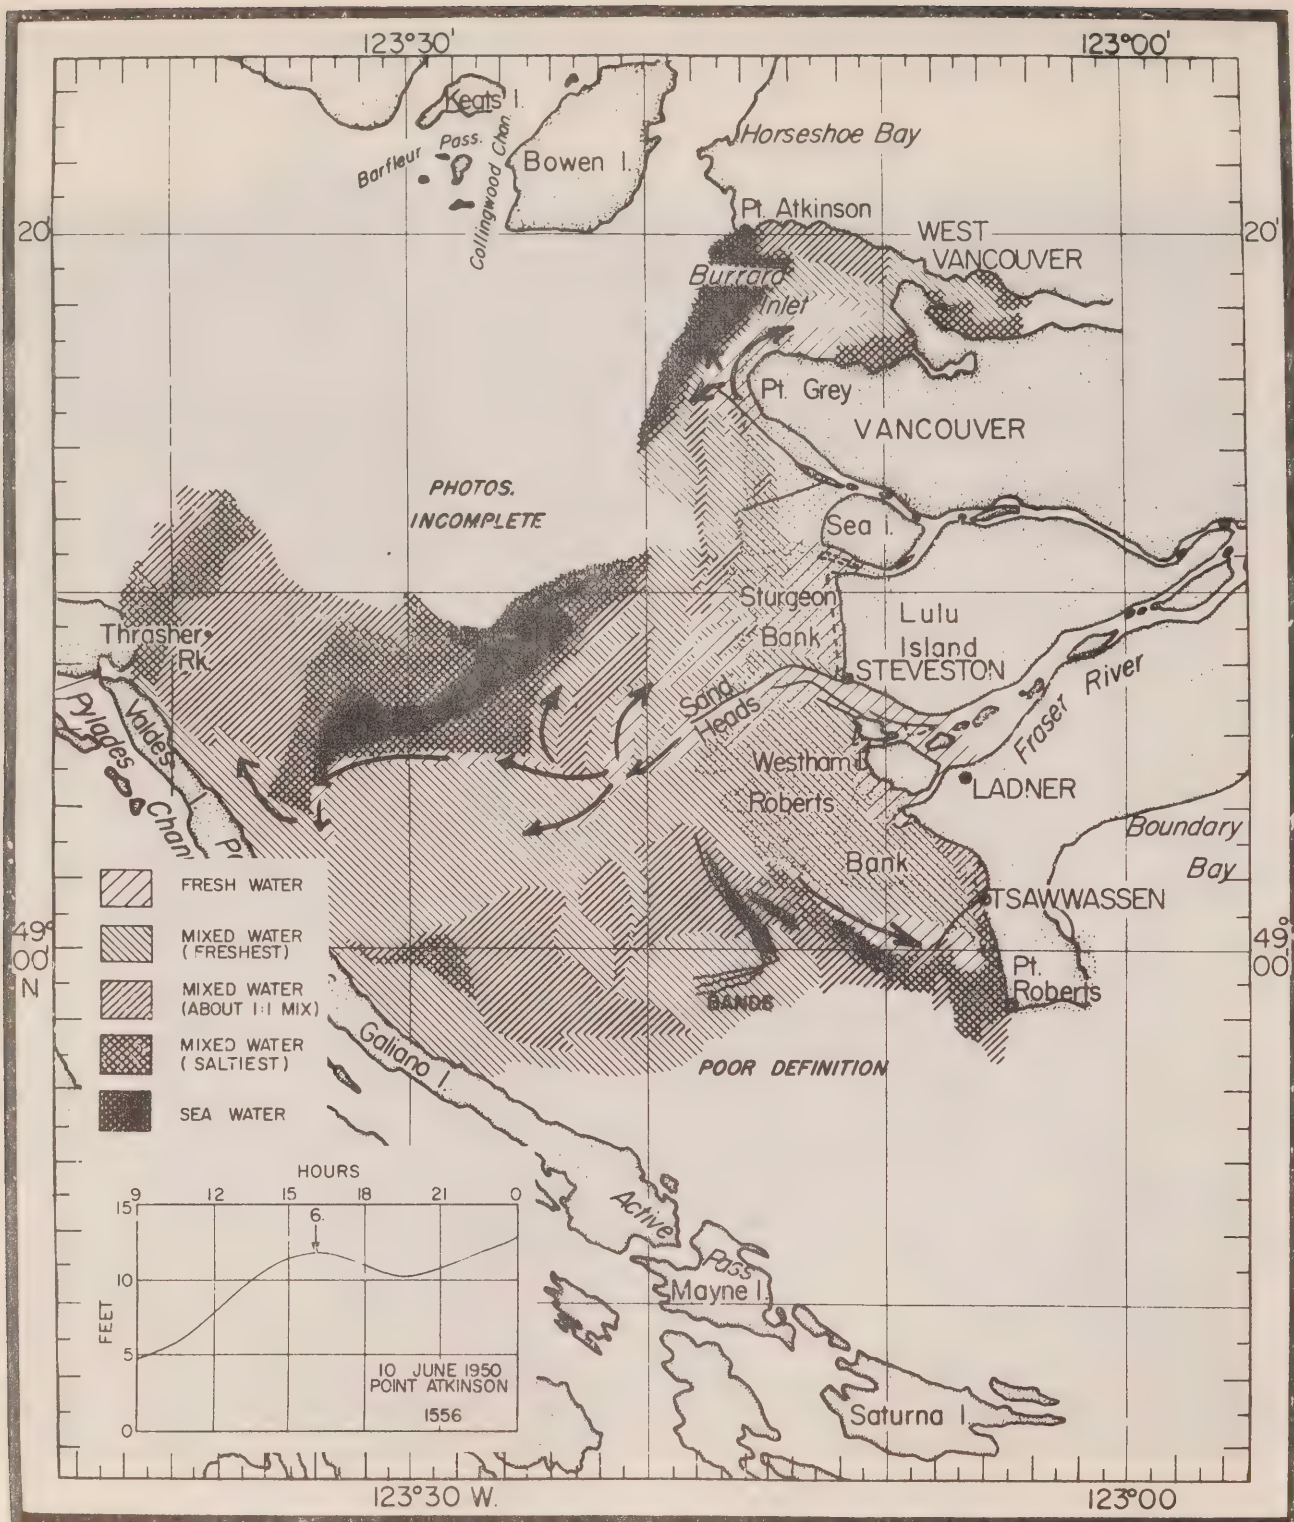 123°30'
123°00'
Keats I.
Barfleur Pass.
Collingwood Chan.
Bowen I.
Horseshoe Bay
Pt. Atkinson
20'
WEST
VANCOUVER
20'
Burrard
Inlet
Pt. Grey
VANCOUVER
PHOTOS.
INCOMPLETE
Sea I.
Sturgeon
Bank
Lulu
Island
Thrasher
Rk.
STEVESTON
Sand
Heads
Fraser River
Pylades
Chan
Valdes
Westham I.
LADNER
Roberts
Bank
Boundary
Bay
TSAWWASSEN
FRESH WATER
49°
00'
N
MIXED WATER
(FRESHEST)
49°
00'
Pt.
Roberts
MIXED WATER
(ABOUT 1:1 MIX)
BANDS
MIXED WATER
(SALTIEST)
Galiano I.
POOR DEFINITION
SEA WATER
HOURS
9 12 15 18 21 0
15
6.
10
FEET
5
0
10 JUNE 1950
POINT ATKINSON
1556
Active
Pass
Mayne I.
Saturna I.
123°30 W.
123°00